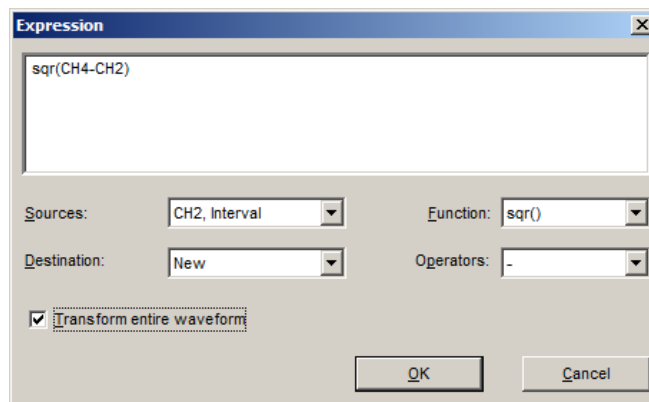 Expression
sqr(CH4-CH2)
Sources: CH2, Interval Function: sqr()
Destination: New Operators: -
Transform entire waveform
OK Cancel